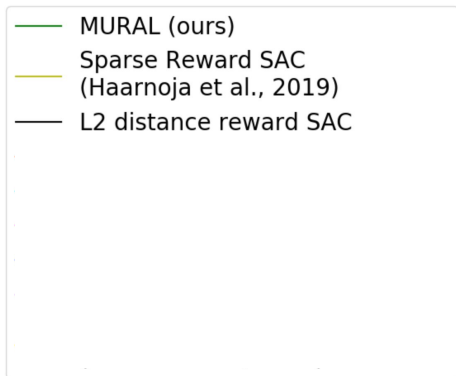 MURAL (ours)
Sparse Reward SAC
(Haarnoja et al., 2019)
L2 distance reward SAC